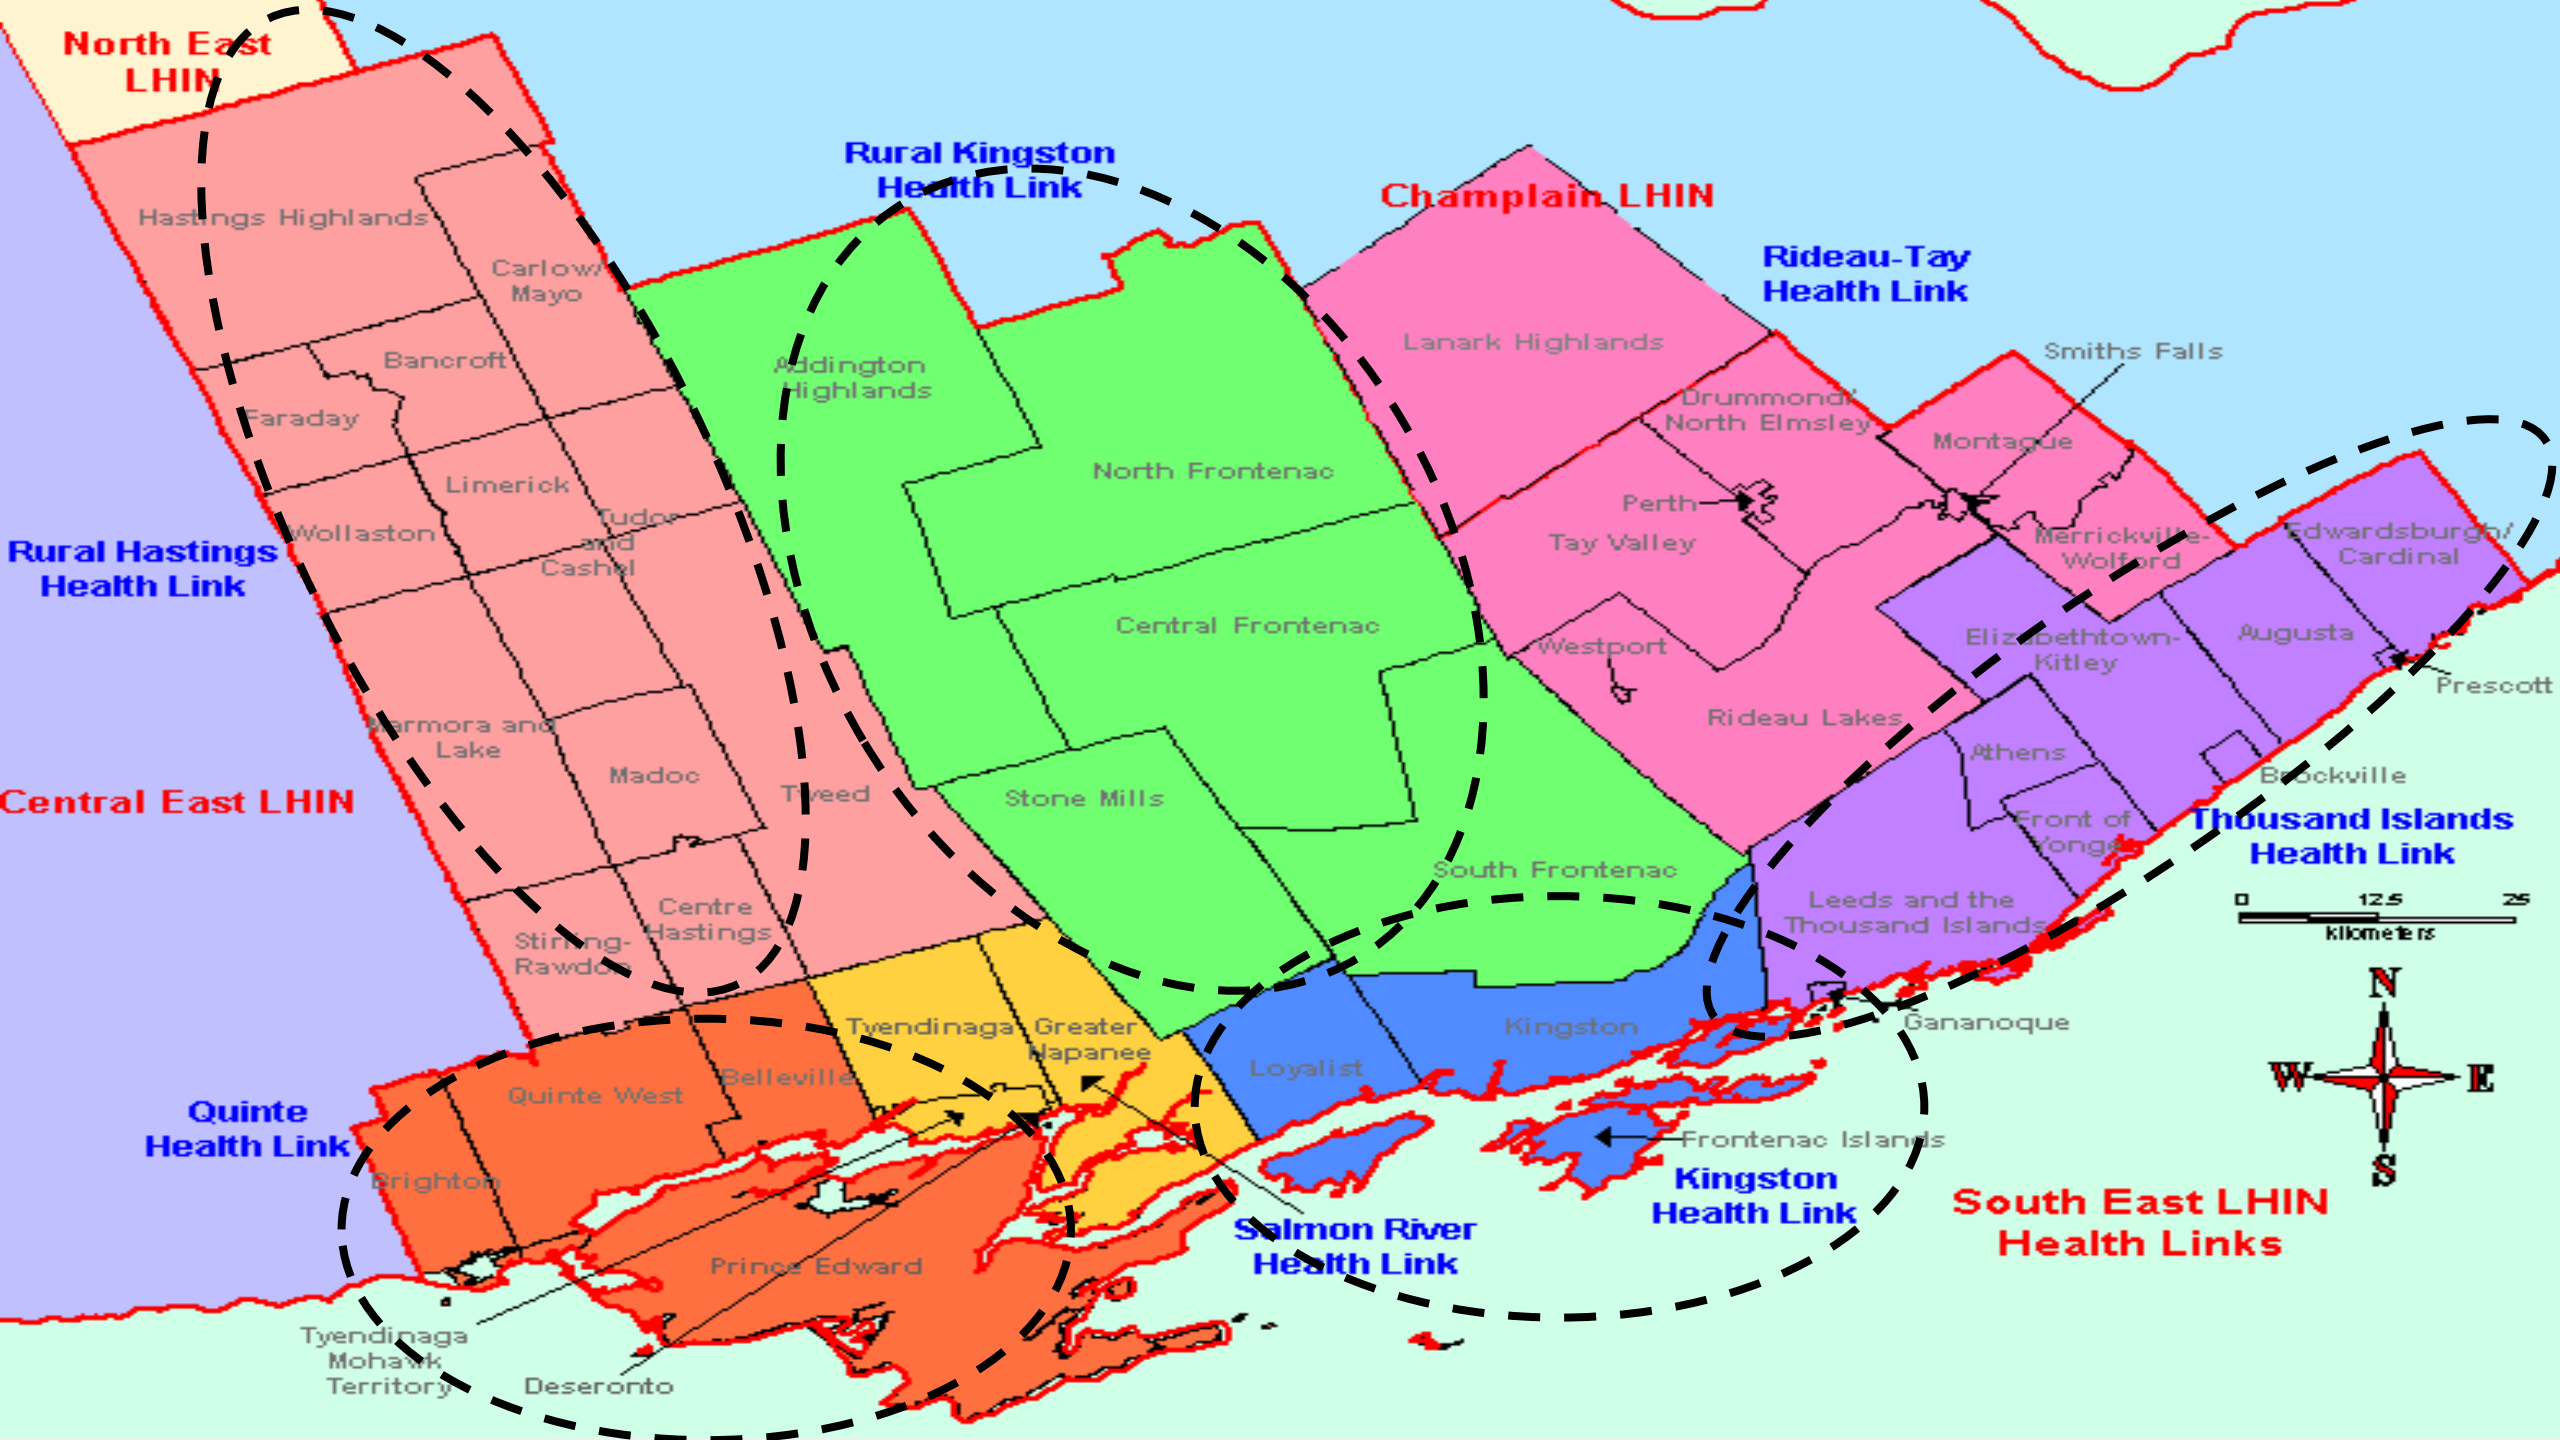 North East
LHIN
Rural Kingston
Health Link
Champlain LHIN
Hastings Highlands
Carlow/
Mayo
Rideau-Tay
Health Link
Lanark Highlands
Smiths Falls
Bancroft
Addington
Highlands
Drummond/
North Elmsley
Faraday
Montague
North Frontenac
Limerick
Perth
Tudor
and
Cashel
Wollaston
Tay Valley
Merrickville-
Wolford
Edwardsburgh/
Cardinal
Rural Hastings
Health Link
Central Frontenac
Westport
Elizabethtown-
Kitley
Augusta
Prescott
Marmora and
Lake
Rideau Lakes
Athens
Madoc
Tweed
Stone Mills
Brockville
Central East LHIN
Front of
Yonge
Thousand Islands
Health Link
South Frontenac
Centre
Hastings
Leeds and the
Thousand Islands
0 12.5 25
kilometers
Stirling-
Rawdon
N
Tyendinaga
Greater
Napanee
Kingston
Gananoque
Loyalist
Belleville
Quinte West
W E
Quinte
Health Link
Frontenac Islands
S
Brighton
Kingston
Health Link
South East LHIN
Health Links
Salmon River
Health Link
Prince Edward
Tyendinaga
Mohawk
Territory
Deseronto